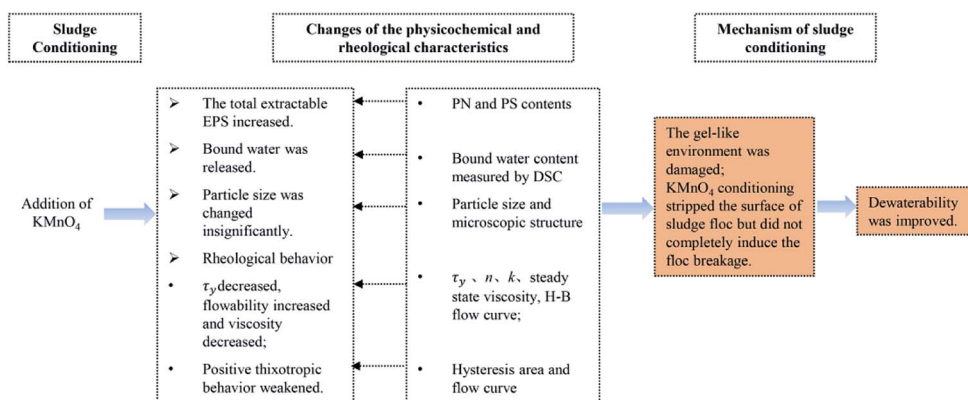 Sludge
Conditioning
Changes of the physicochemical and
rheological characteristics
Mechanism of sludge
conditioning
Addition of
KMnO₄
➢ The total extractable
EPS increased.
➢ Bound water was
released.
➢ Particle size was
changed
insignificantly.
➢ Rheological behavior
• τy decreased,
flowability increased
and viscosity
decreased;
• Positive thixotropic
behavior weakened.
• PN and PS contents
• Bound water content
measured by DSC
• Particle size and
microscopic structure
• τy 、n、k、steady
state viscosity, H-B
flow curve;
• Hysteresis area and
flow curve
The gel-like
environment was
damaged;
KMnO₄ conditioning
stripped the surface of
sludge floc but did not
completely induce the
floc breakage.
Dewaterability
was improved.